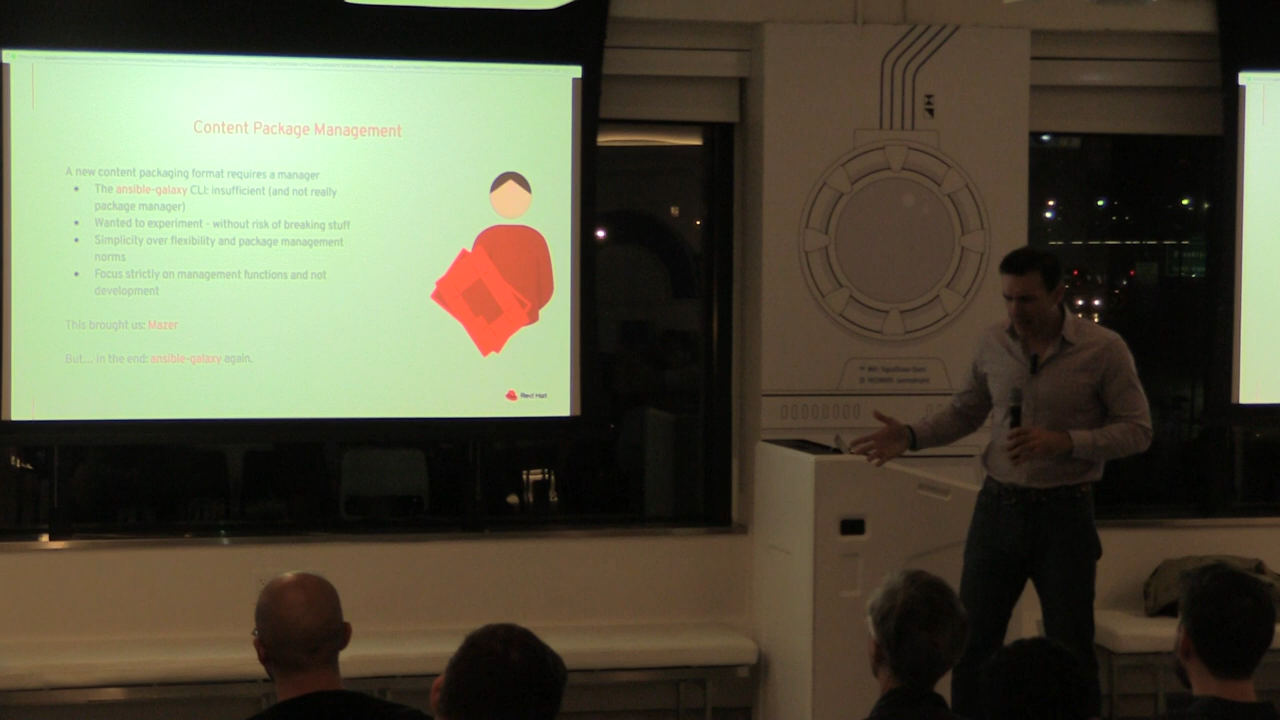 Content Package Management
A new content packaging format requires a manager
• The ansible-galaxy CLI: insufficient (and not really
package manager)
• Wanted to experiment - without risk of breaking stuff
• Simplicity over flexibility and package management
norms
• Focus strictly on management functions and not
development
This brought us: Mazer
But... in the end: ansible-galaxy again.
Red Hat